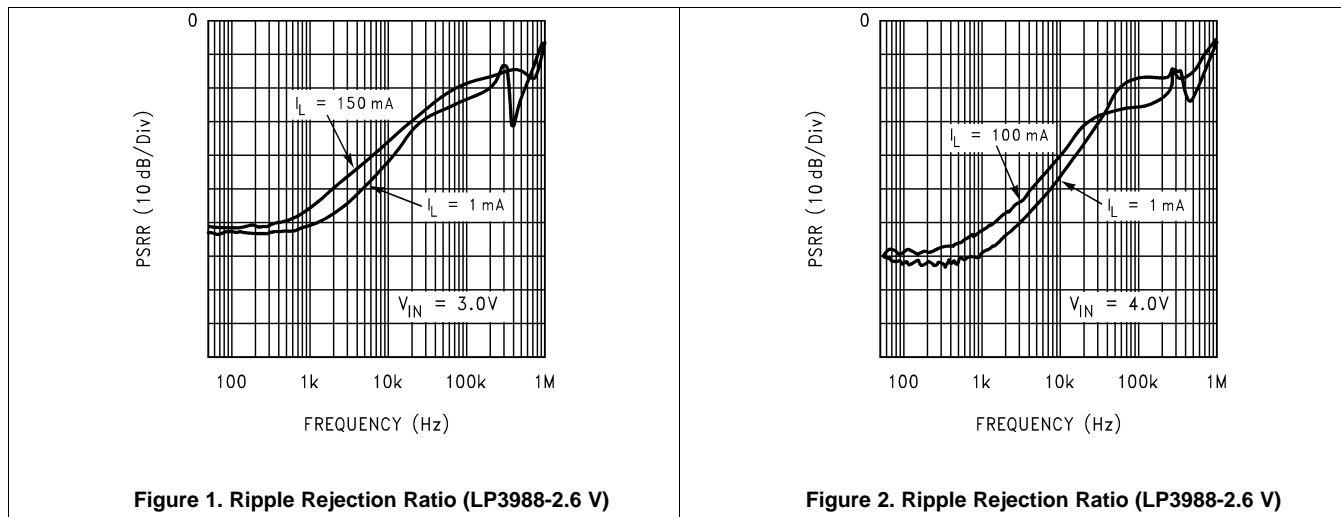 0
PSRR (10 dB/Div)
I_L = 150 mA
I_L = 1 mA
V_IN = 3.0V
100 1k 10k 100k 1M
FREQUENCY (Hz)
Figure 1. Ripple Rejection Ratio (LP3988-2.6 V)
0
PSRR (10 dB/Div)
I_L = 100 mA
I_L = 1 mA
V_IN = 4.0V
100 1k 10k 100k 1M
FREQUENCY (Hz)
Figure 2. Ripple Rejection Ratio (LP3988-2.6 V)